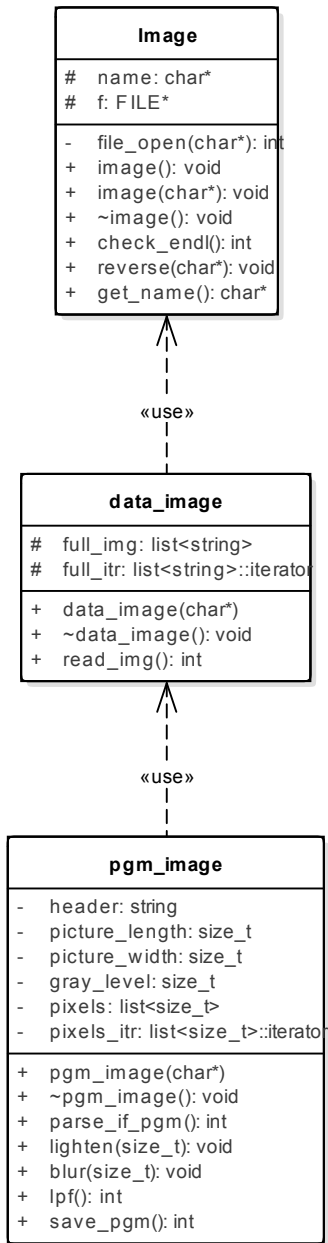 Image
# name: char*
# f: FILE*
- file_open(char*): int
+ image(): void
+ image(char*): void
+ ~image(): void
+ check_endl(): int
+ reverse(char*): void
+ get_name(): char*
«use»
data_image
# full_img: list<string>
# full_itr: list<string>::iterator
+ data_image(char*)
+ ~data_image(): void
+ read_img(): int
«use»
pgm_image
- header: string
- picture_length: size_t
- picture_width: size_t
- gray_level: size_t
- pixels: list<size_t>
- pixels_itr: list<size_t>::iterator
+ pgm_image(char*)
+ ~pgm_image(): void
+ parse_if_pgm(): int
+ lighten(size_t): void
+ blur(size_t): void
+ lpf(): int
+ save_pgm(): int